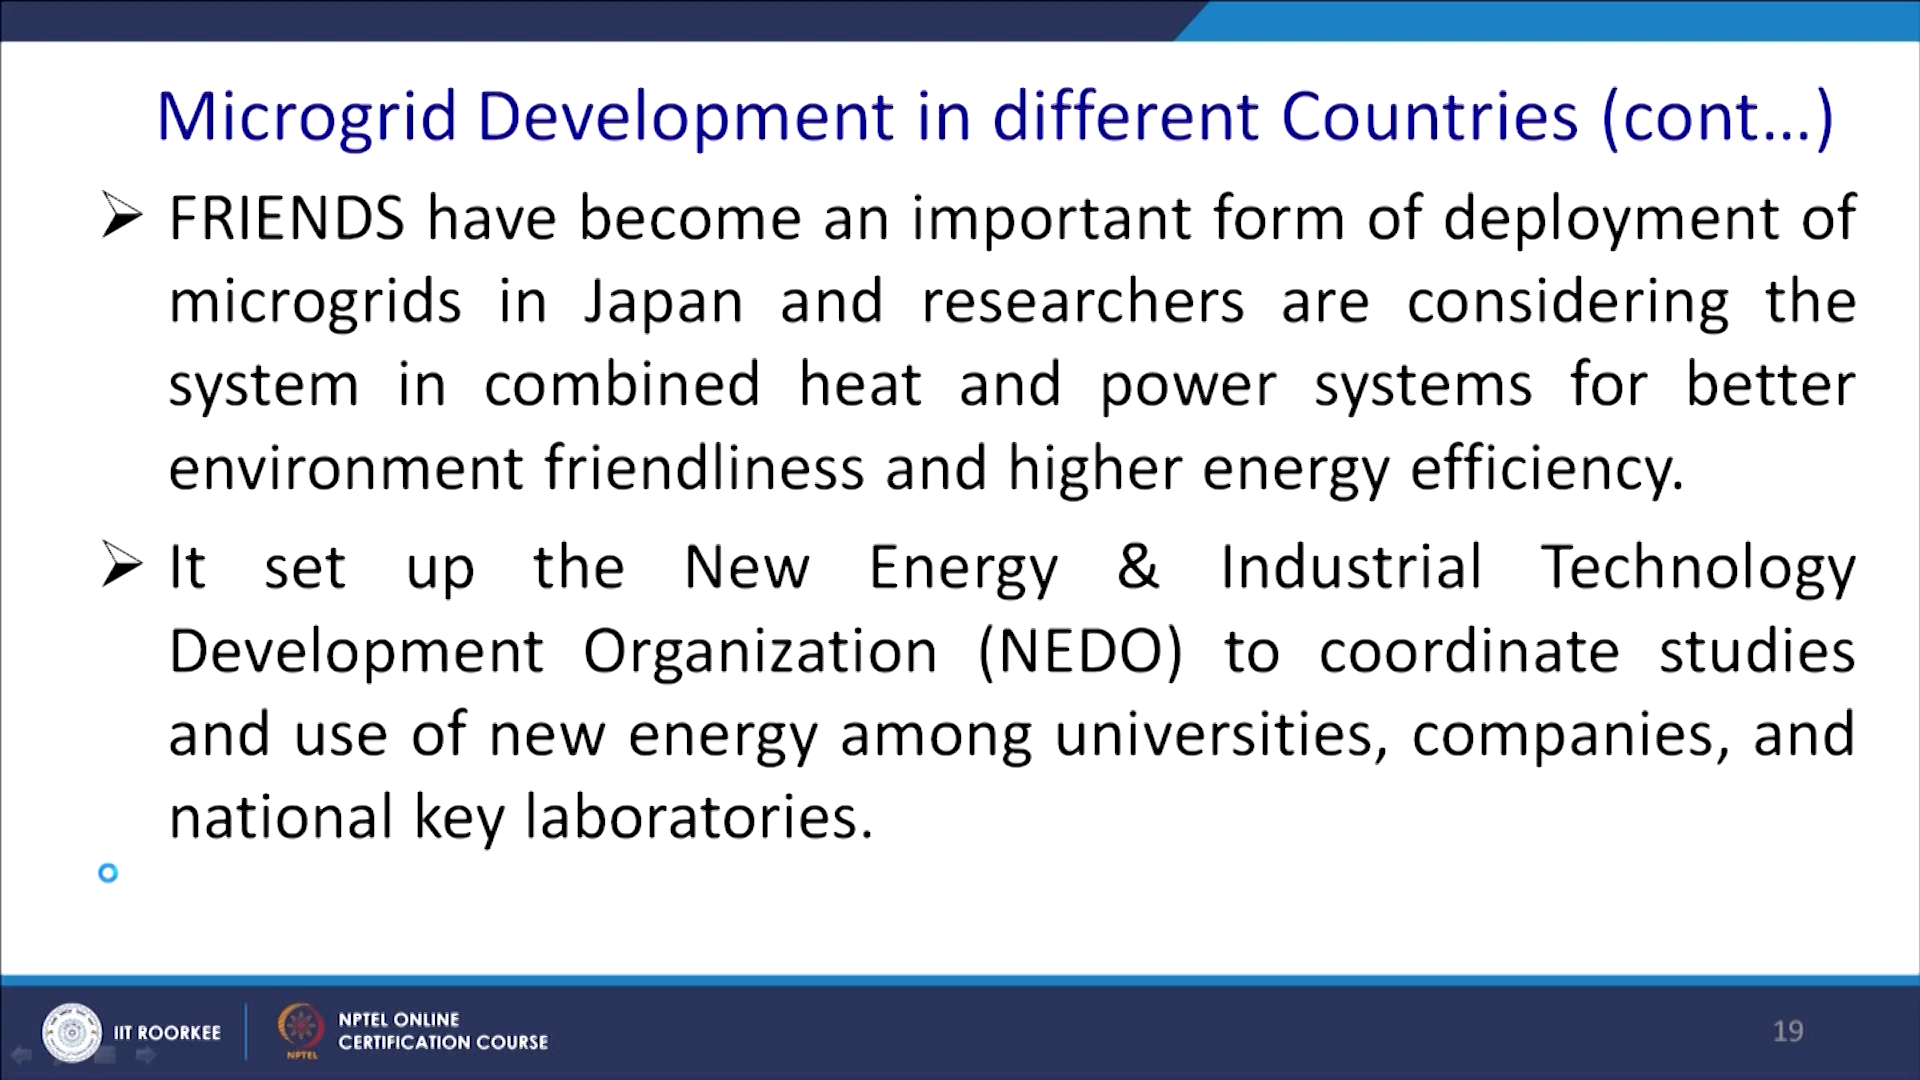 Microgrid Development in different Countries (cont...)
FRIENDS have become an important form of deployment of
microgrids in Japan and researchers are considering the
system in combined heat and power systems for better
environment friendliness and higher energy efficiency.
It set up the New Energy & Industrial Technology
Development Organization (NEDO) to coordinate studies
and use of new energy among universities, companies, and
national key laboratories.
IIT ROORKEE
NPTEL
NPTEL ONLINE
CERTIFICATION COURSE
19